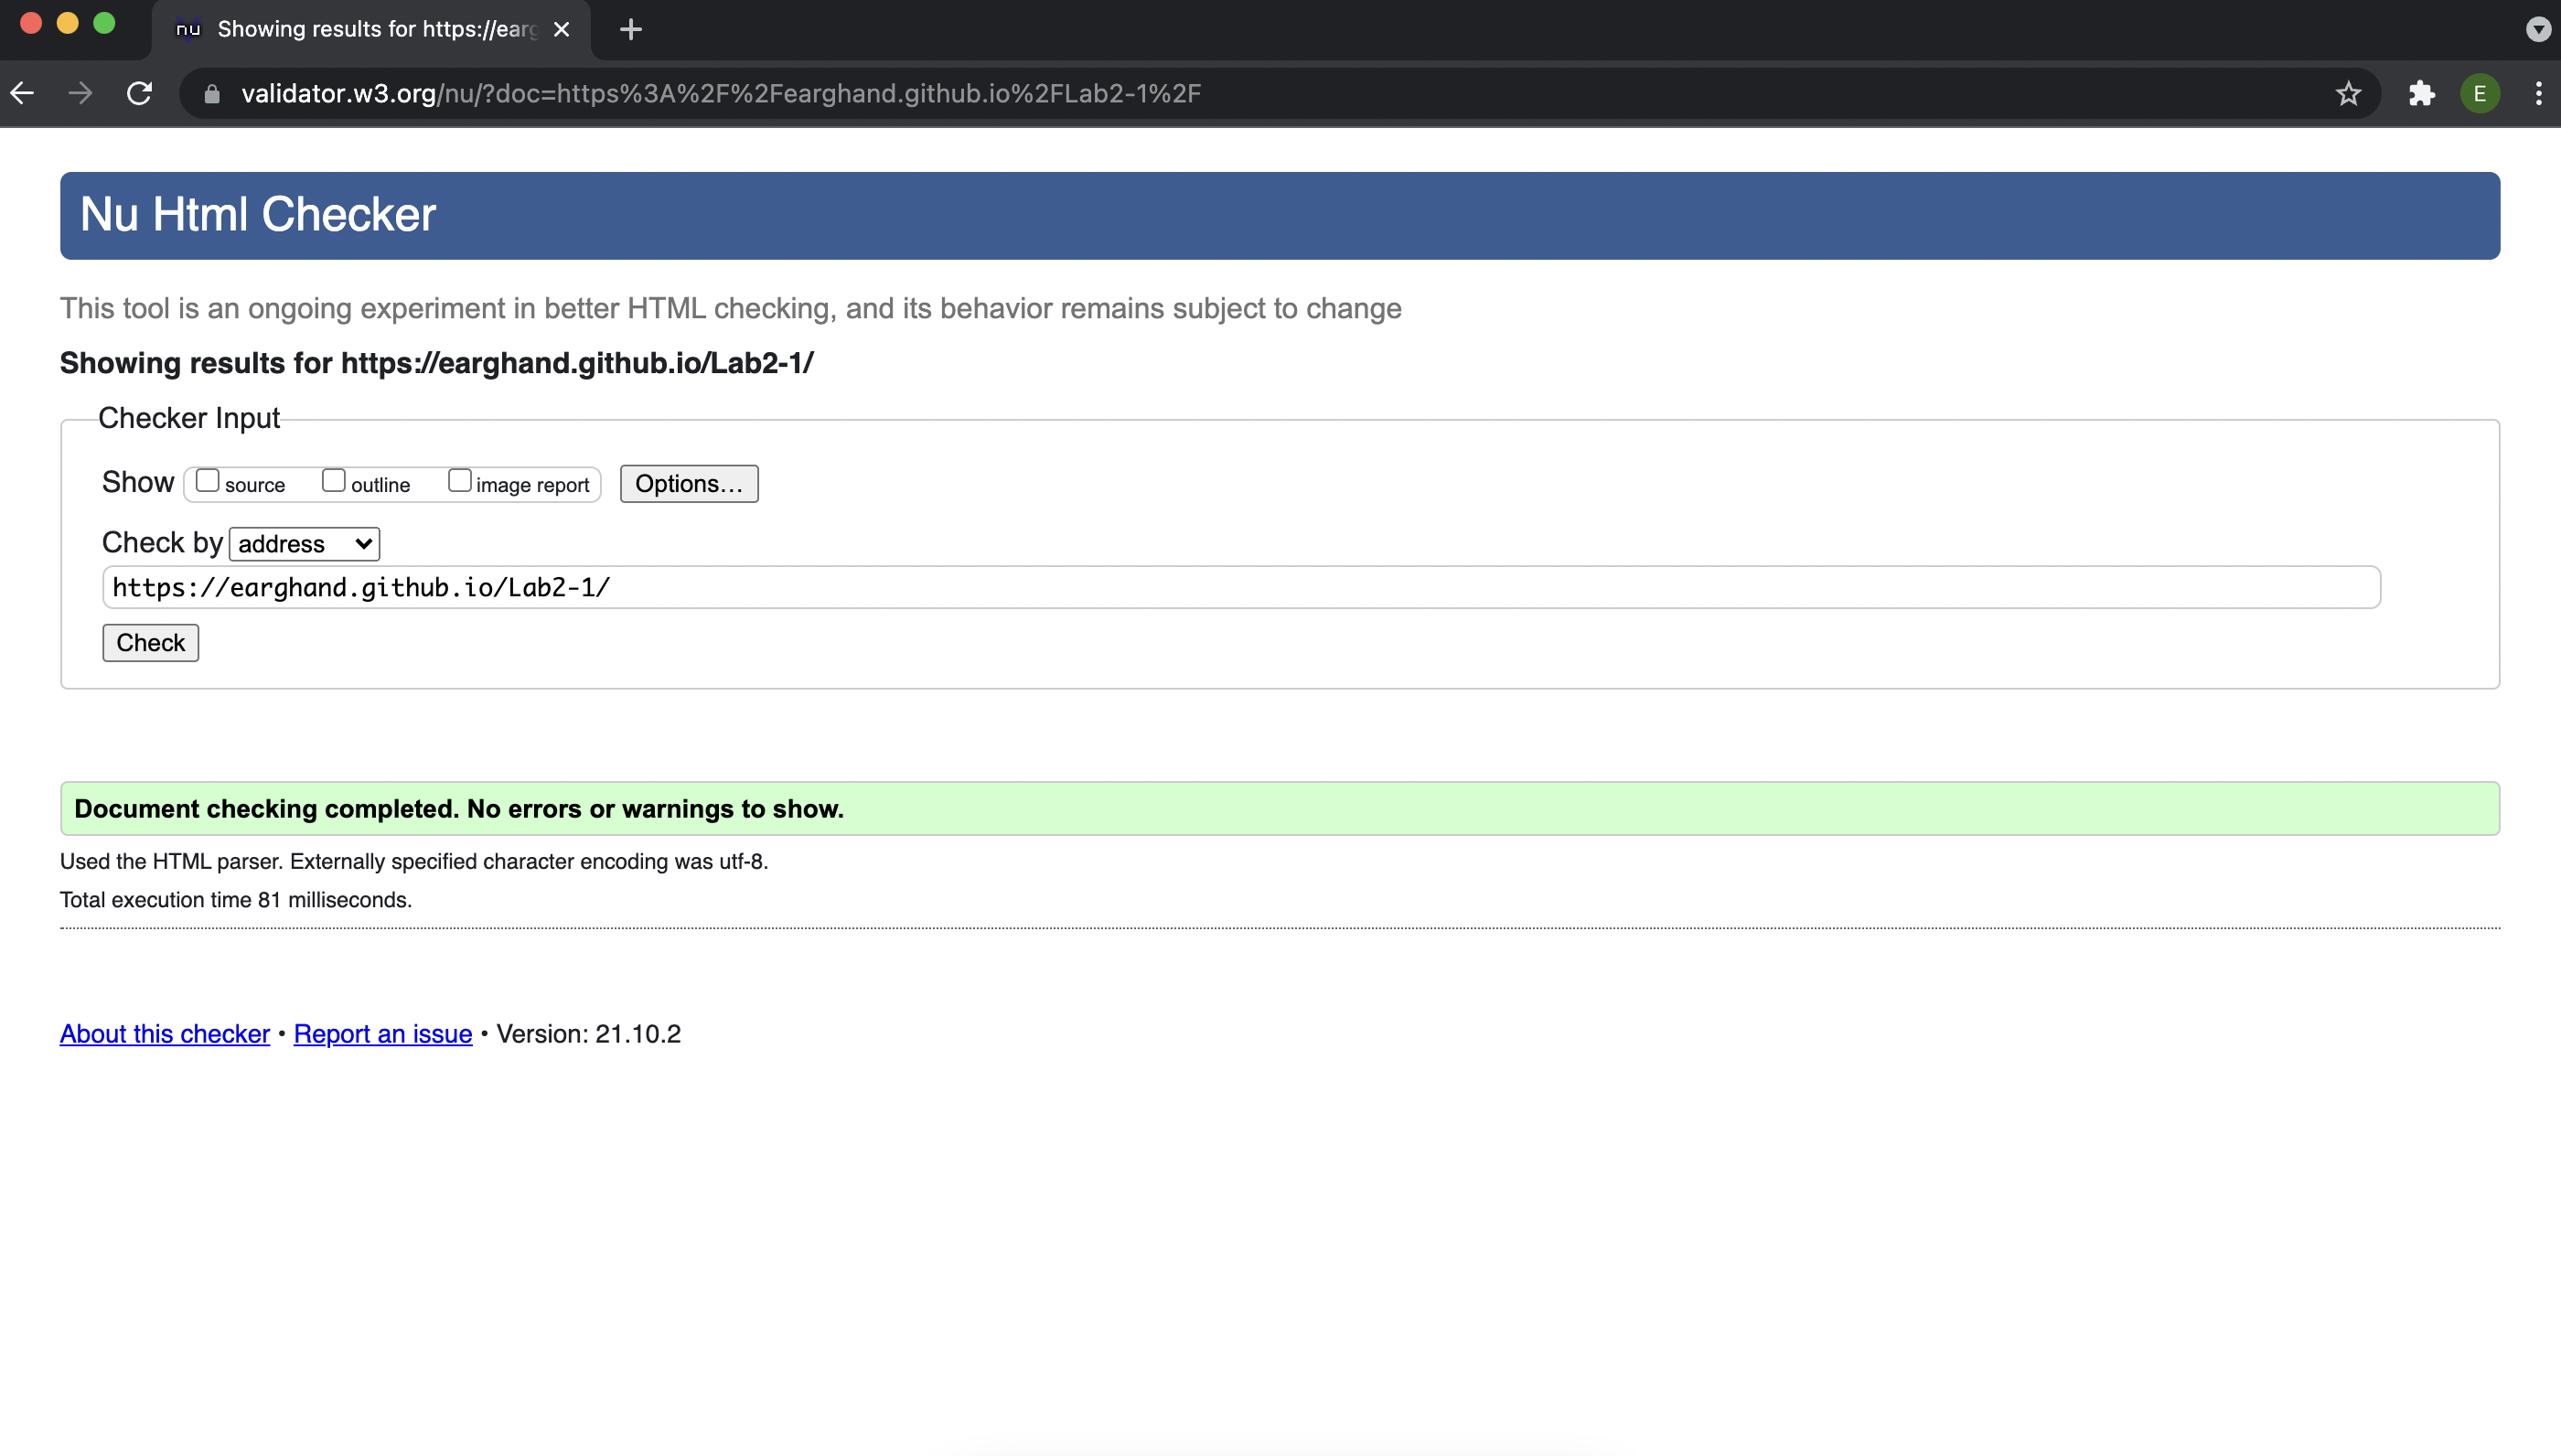 nu Showing results for https://earg
validator.w3.org/nu/?doc=https%3A%2F%2Fearghand.github.io%2FLab2-1%2F
E
Nu Html Checker
This tool is an ongoing experiment in better HTML checking, and its behavior remains subject to change
Showing results for https://earghand.github.io/Lab2-1/
Checker Input
Show source outline image report Options…
Check by address
https://earghand.github.io/Lab2-1/
Check
Document checking completed. No errors or warnings to show.
Used the HTML parser. Externally specified character encoding was utf-8.
Total execution time 81 milliseconds.
About this checker • Report an issue • Version: 21.10.2